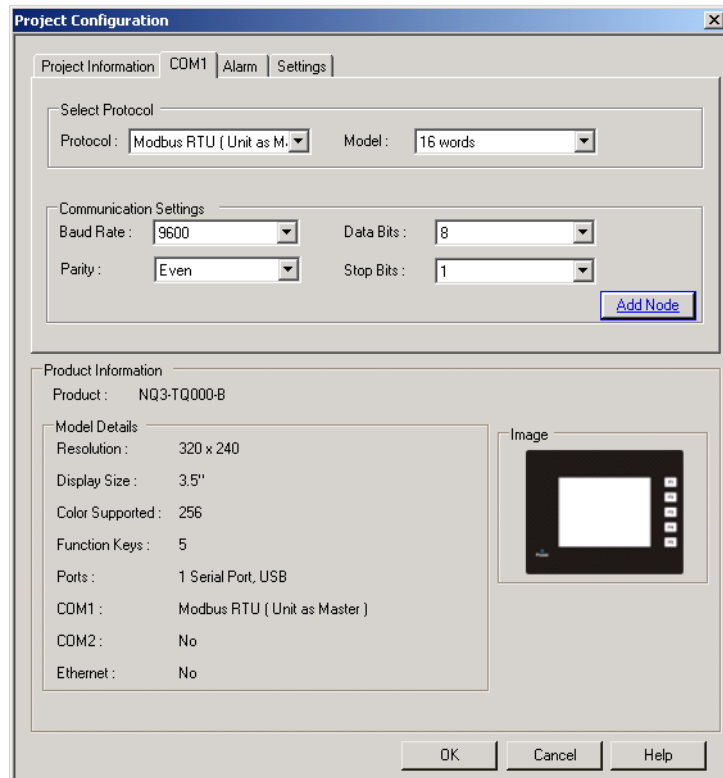 Project Configuration
Project Information COM1 Alarm Settings
Select Protocol
Protocol : Modbus RTU ( Unit as M. Model : 16 words
Communication Settings
Baud Rate : 9600 Data Bits : 8
Parity : Even Stop Bits : 1
Add Node
Product Information
Product : NQ3-TQ000-B
Model Details
Image
Resolution : 320 x 240
Display Size : 3.5"
Color Supported : 256
Function Keys : 5
Ports : 1 Serial Port, USB
COM1 : Modbus RTU ( Unit as Master )
COM2 : No
Ethernet : No
OK Cancel Help